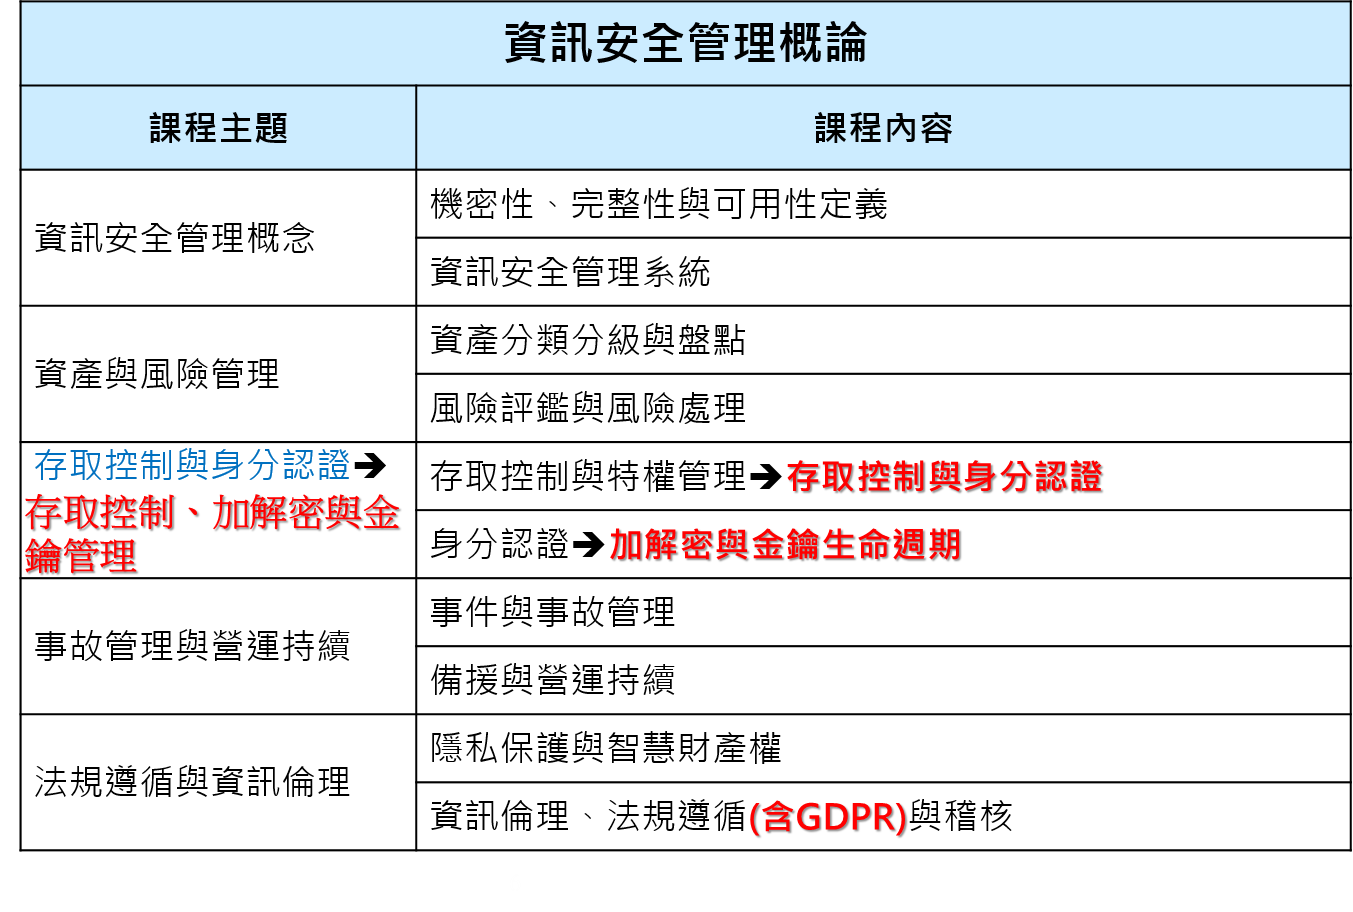 資訊安全管理概論
課程主題
課程內容
資訊安全管理概念
機密性、完整性與可用性定義
資訊安全管理系統
資產與風險管理
資產分類分級與盤點
風險評鑑與風險處理
存取控制與身分認證➔
存取控制、加解密與金
鑰管理
存取控制與特權管理➔存取控制與身分認證
身分認證➔加解密與金鑰生命週期
事故管理與營運持續
事件與事故管理
備援與營運持續
法規遵循與資訊倫理
隱私保護與智慧財產權
資訊倫理、法規遵循(含GDPR)與稽核